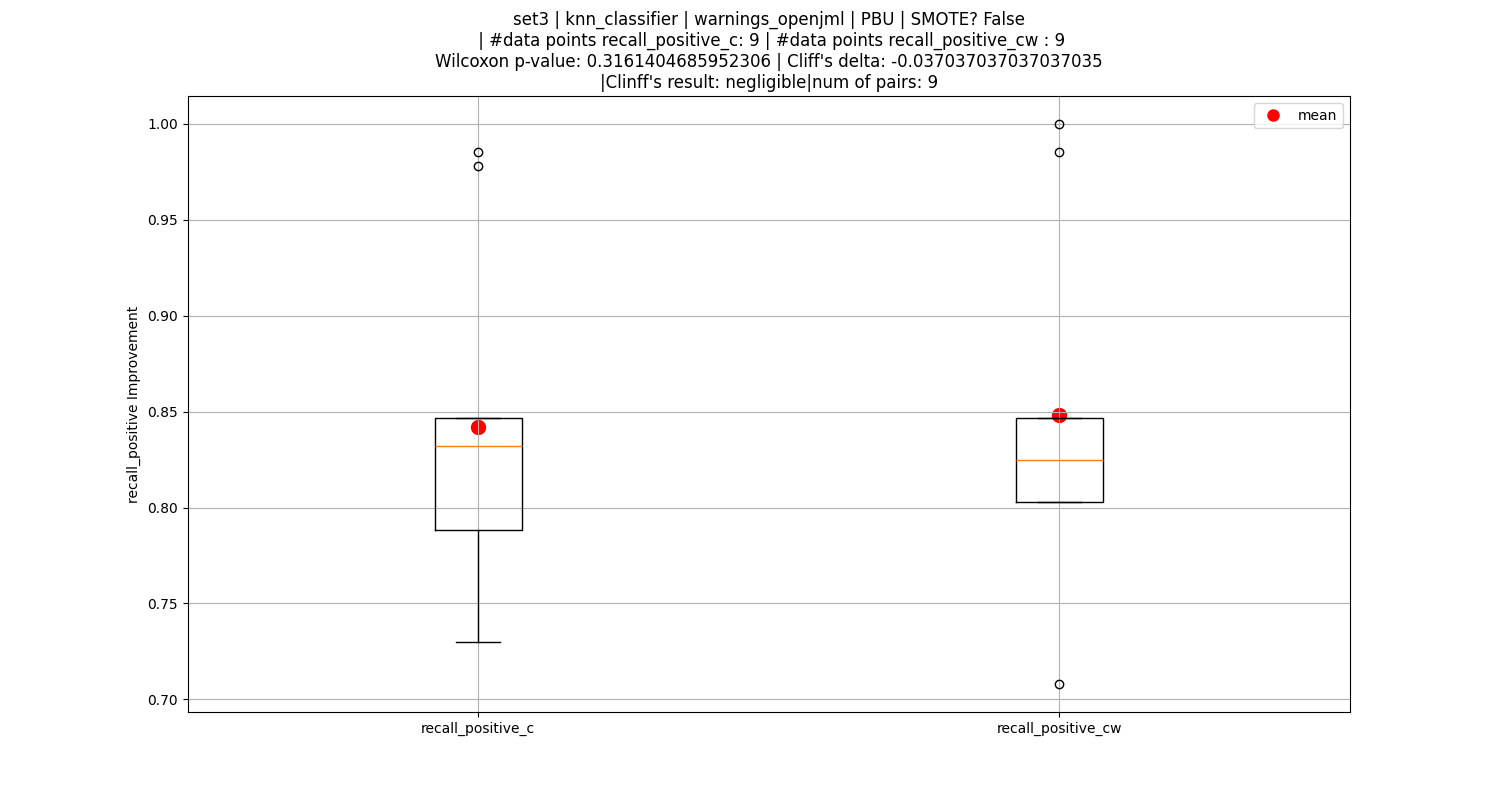 set3 | knn_classifier | warnings_openjml | PBU | SMOTE? False
| #data points recall_positive_c: 9 | #data points recall_positive_cw : 9
Wilcoxon p-value: 0.3161404685952306 | Cliff's delta: -0.037037037037037035
|Clinff's result: negligible|num of pairs: 9
mean
1.00
0.95
0.90
0.85
0.80
0.75
0.70
recall_positive Improvement
recall_positive_c
recall_positive_cw